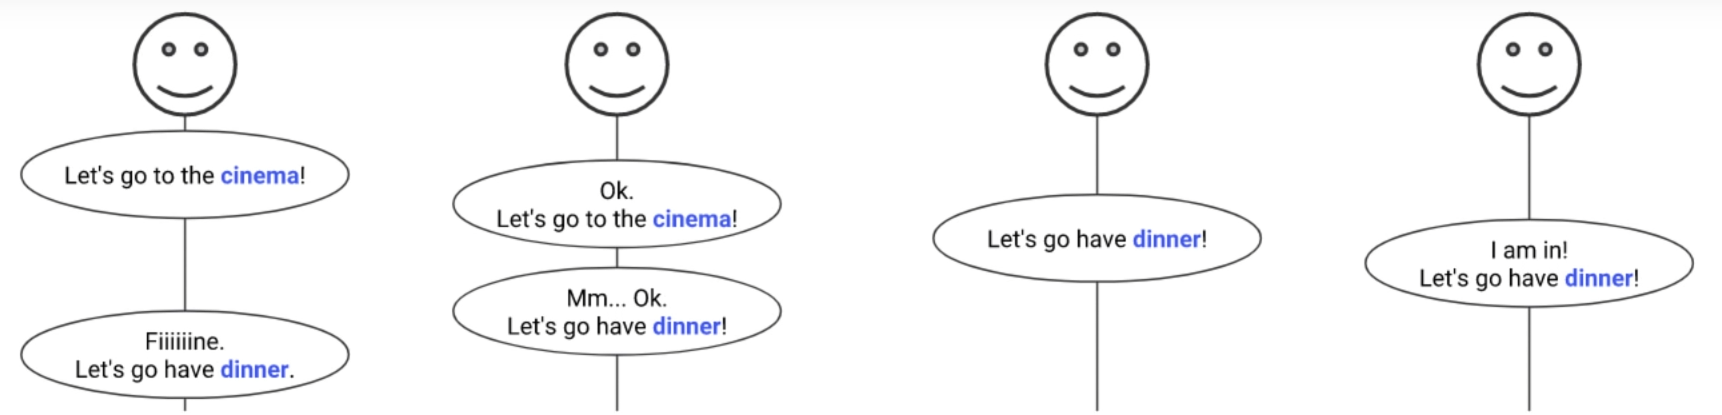 Let's go to the cinema!
Fiiiiiine.
Let's go have dinner.
Ok.
Let's go to the cinema!
Mm... Ok.
Let's go have dinner!
Let's go have dinner!
I am in!
Let's go have dinner!